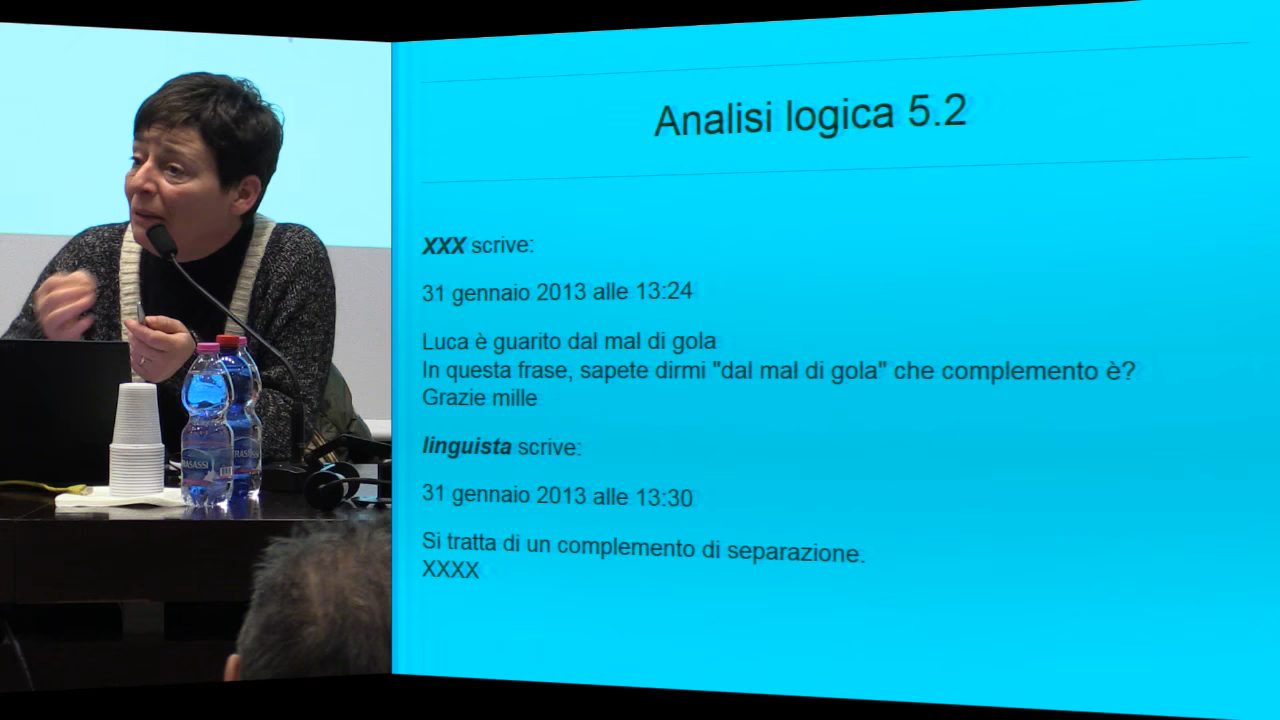 Analisi logica 5.2
XXX scrive:
31 gennaio 2013 alle 13:24
Luca è guarito dal mal di gola
In questa frase, sapete dirmi "dal mal di gola" che complemento è?
Grazie mille
linguista scrive:
31 gennaio 2013 alle 13:30
Si tratta di un complemento di separazione.
XXXX
RASASSI
RASASSI